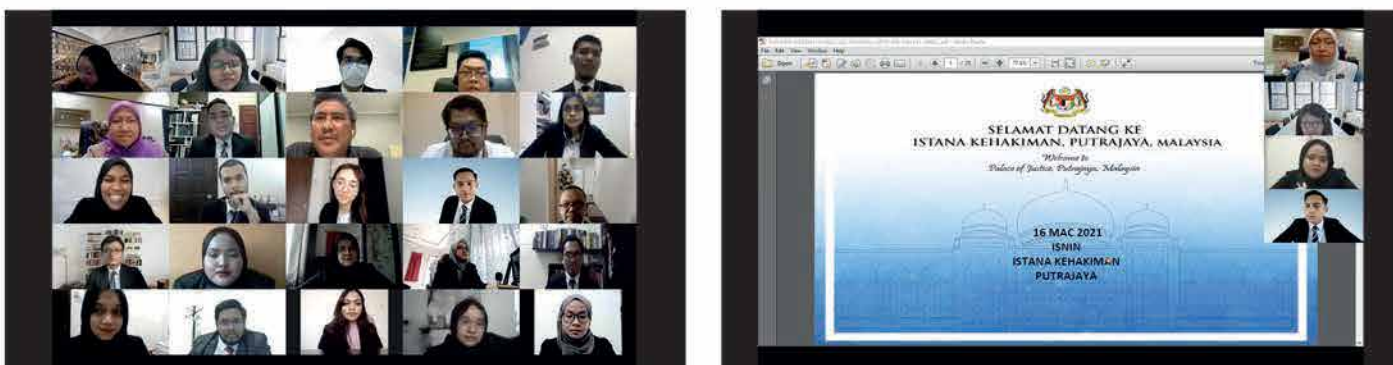 File Edit View Window Help
Open
SELAMAT DATANG KE
ISTANA KEHAKIMAN, PUTRAJAYA, MALAYSIA
Welcome to
Palace of Justice, Putrajaya, Malaysia
16 MAC 2021
ISNIN
ISTANA KEHAKIMAN
PUTRAJAYA